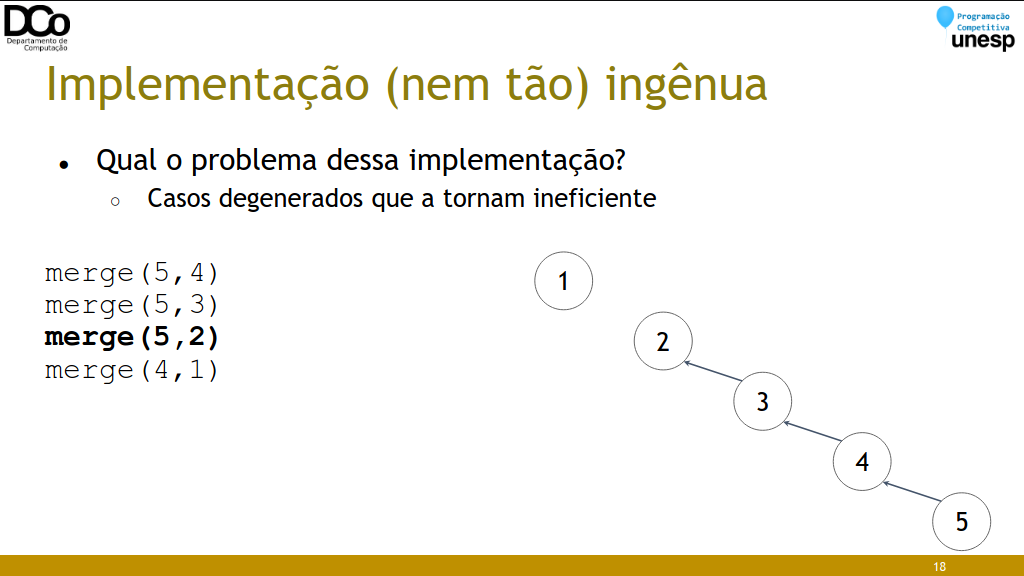 DCo
Departamento de
Computação
Programação
Competitiva
unesp
Implementação (nem tão) ingênua
● Qual o problema dessa implementação?
○ Casos degenerados que a tornam ineficiente
merge(5,4)
merge(5,3)
merge(5,2)
merge(4,1)
1
2
3
4
5
18